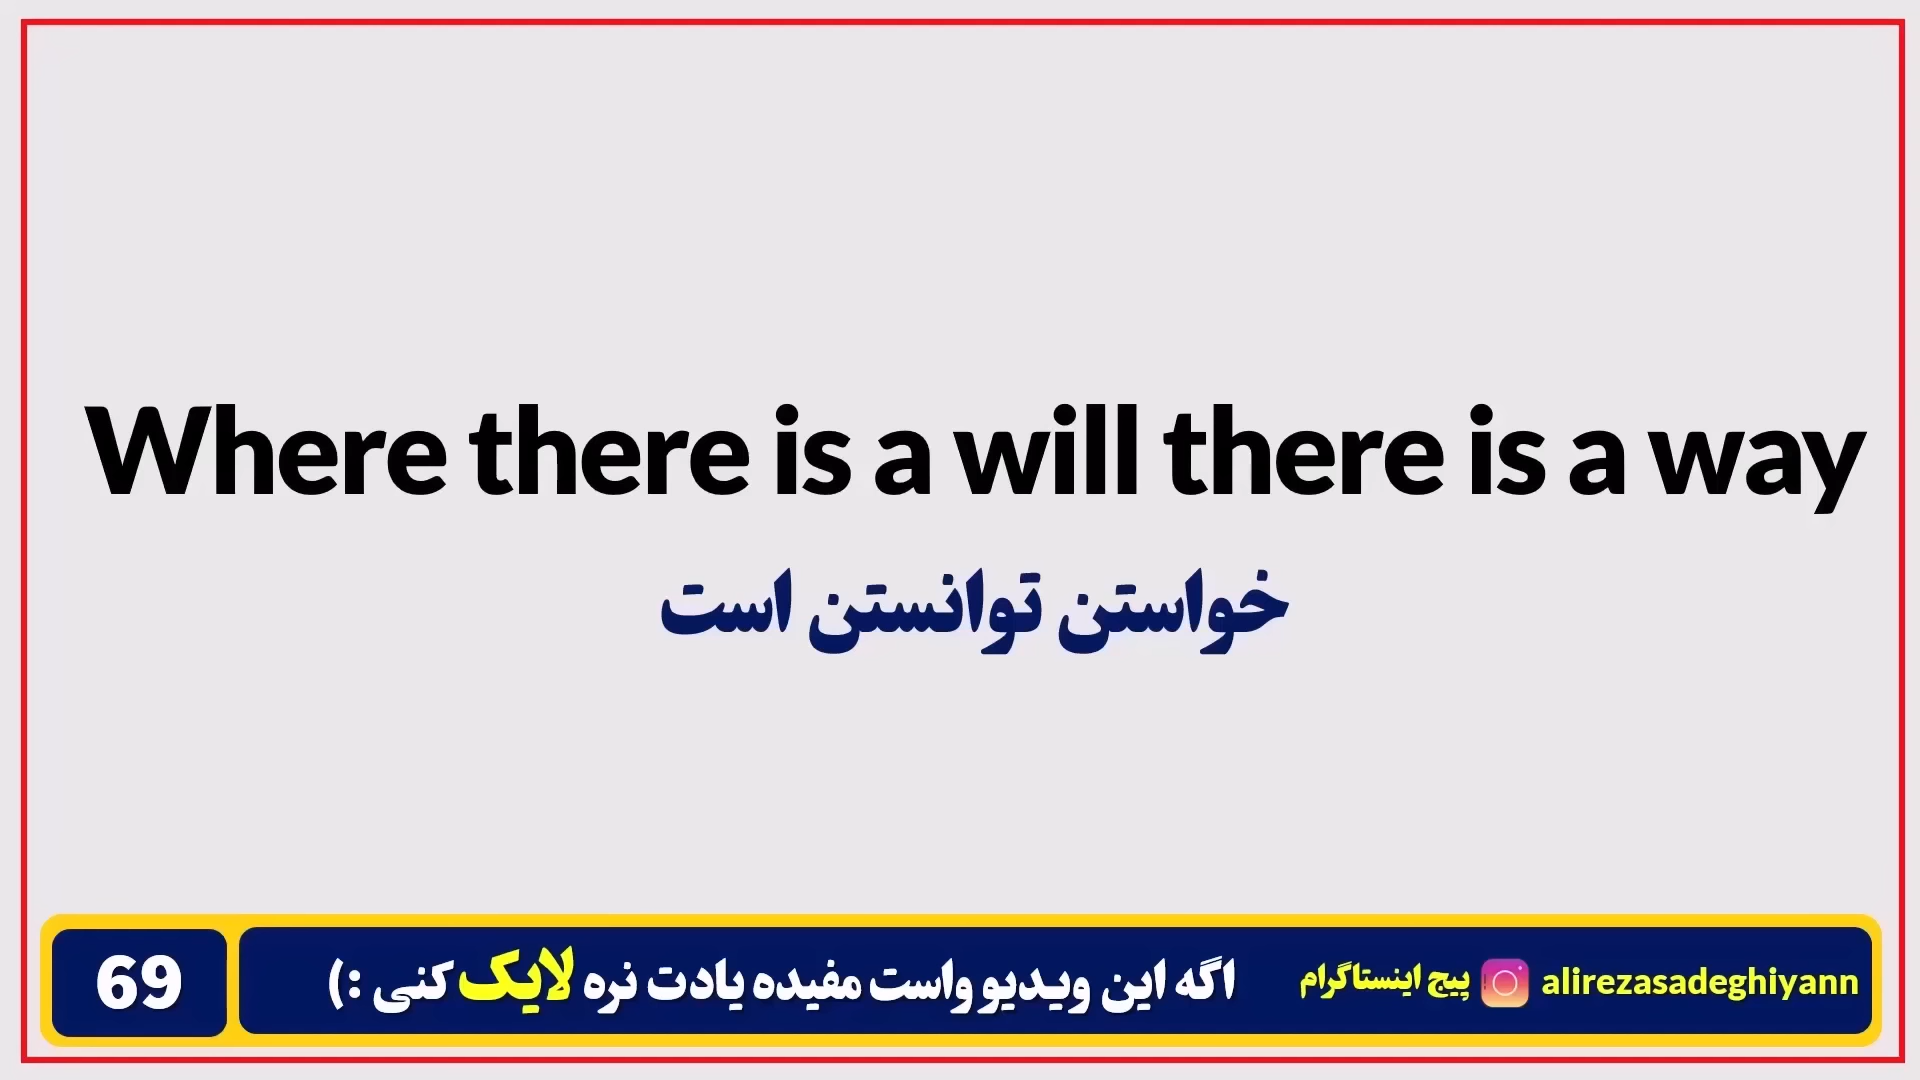 Where there is a will there is a way
خواستن توانستن است
69
اگه این ویدیو واست مفیده یادت نره لایک کنی :)
پیج اینستاگرام
alirezasadeghiyann